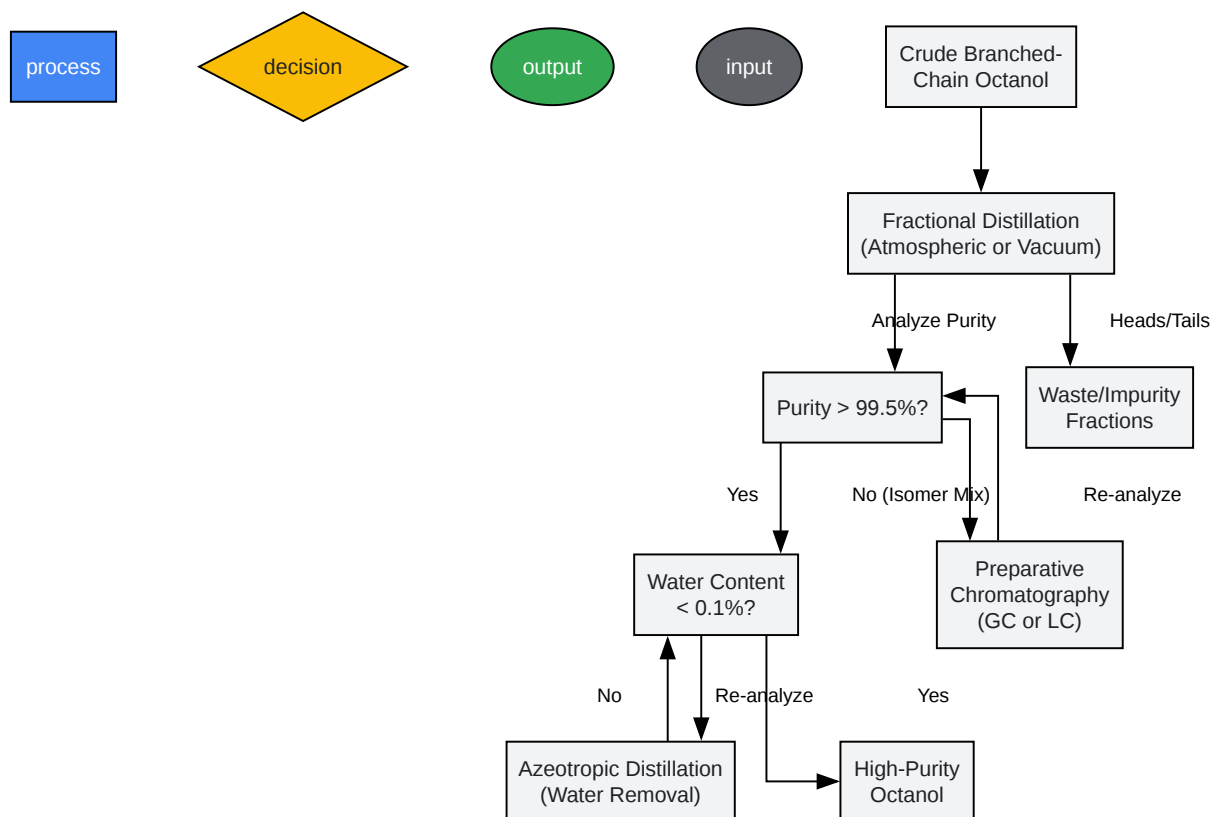 process
decision
output
input
Crude Branched-
Chain Octanol
Fractional Distillation
(Atmospheric or Vacuum)
Analyze Purity
Heads/Tails
Purity > 99.5%?
Waste/Impurity
Fractions
Yes
No (Isomer Mix)
Re-analyze
Water Content
< 0.1%?
Preparative
Chromatography
(GC or LC)
No
Re-analyze
Yes
Azeotropic Distillation
(Water Removal)
High-Purity
Octanol